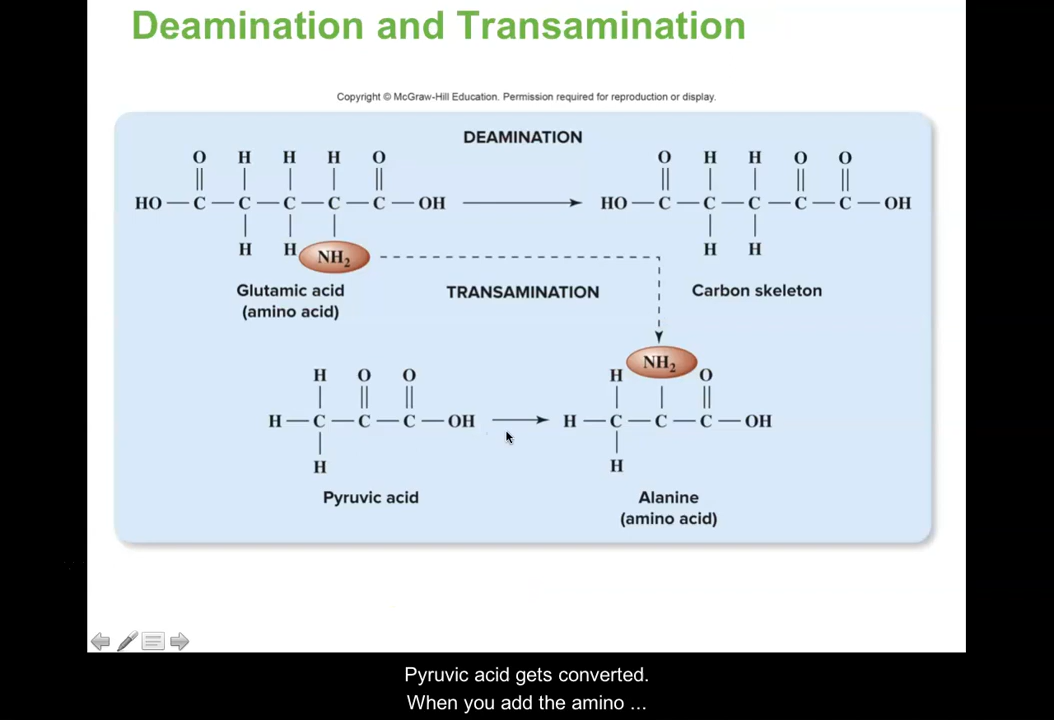 Deamination and Transamination
Copyright © McGraw-Hill Education. Permission required for reproduction or display.
DEAMINATION
O H H H O
HO — C — C — C — C — C — OH
H H NH₂
Glutamic acid
(amino acid)
O H H O O
HO — C — C — C — C — C — OH
H H
Carbon skeleton
TRANSAMINATION
H O O
H — C — C — C — OH
H
Pyruvic acid
H NH₂ O
H — C — C — C — OH
H
Alanine
(amino acid)
Pyruvic acid gets converted.
When you add the amino ...